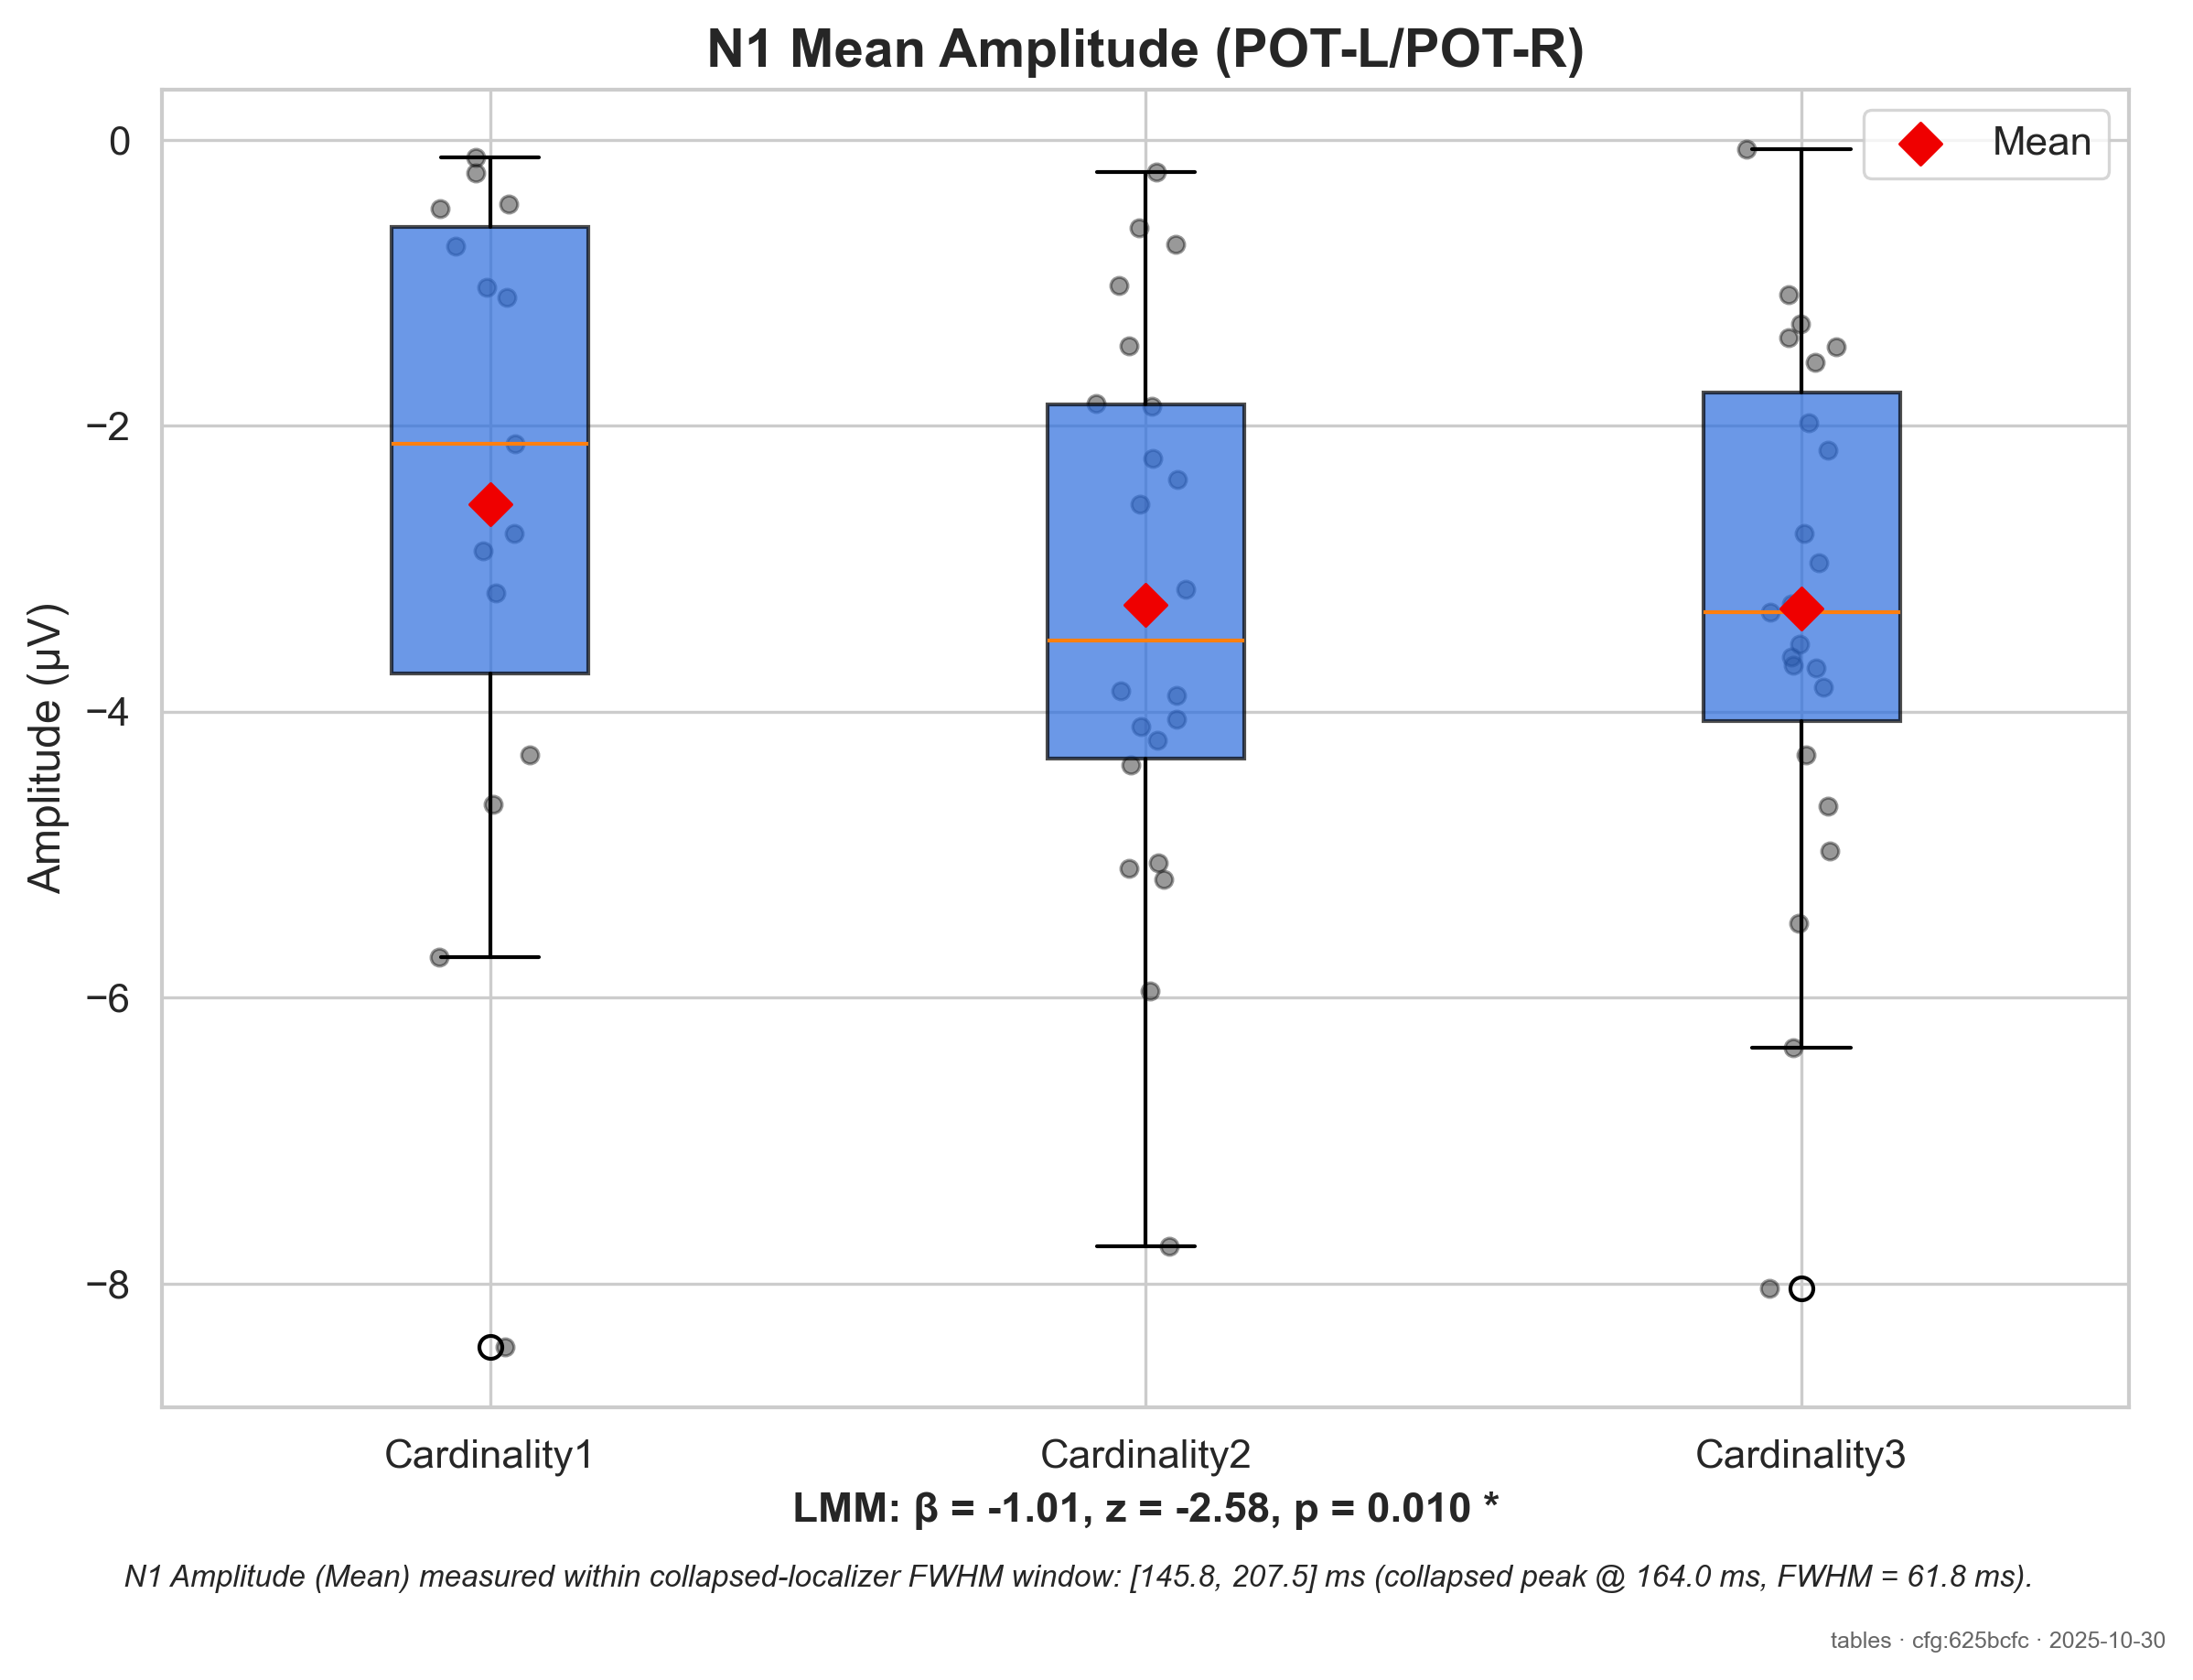 N1 Mean Amplitude (POT-L/POT-R)
Mean
0
−2
−4
−6
−8
Amplitude (μV)
Cardinality1 Cardinality2 Cardinality3
LMM: β = -1.01, z = -2.58, p = 0.010 *
N1 Amplitude (Mean) measured within collapsed-localizer FWHM window: [145.8, 207.5] ms (collapsed peak @ 164.0 ms, FWHM = 61.8 ms).
tables · cfg:625bcfc · 2025-10-30